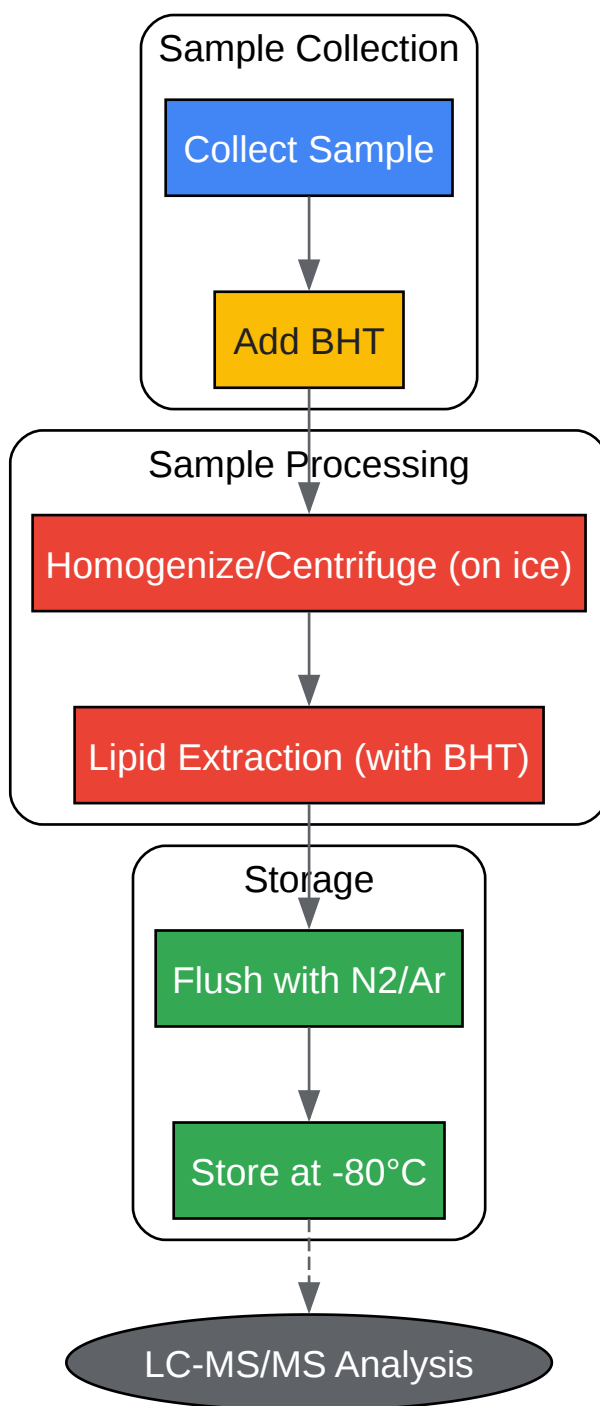 Sample Collection
Collect Sample
Add BHT
Sample Processing
Homogenize/Centrifuge (on ice)
Lipid Extraction (with BHT)
Storage
Flush with N2/Ar
Store at -80°C
LC-MS/MS Analysis